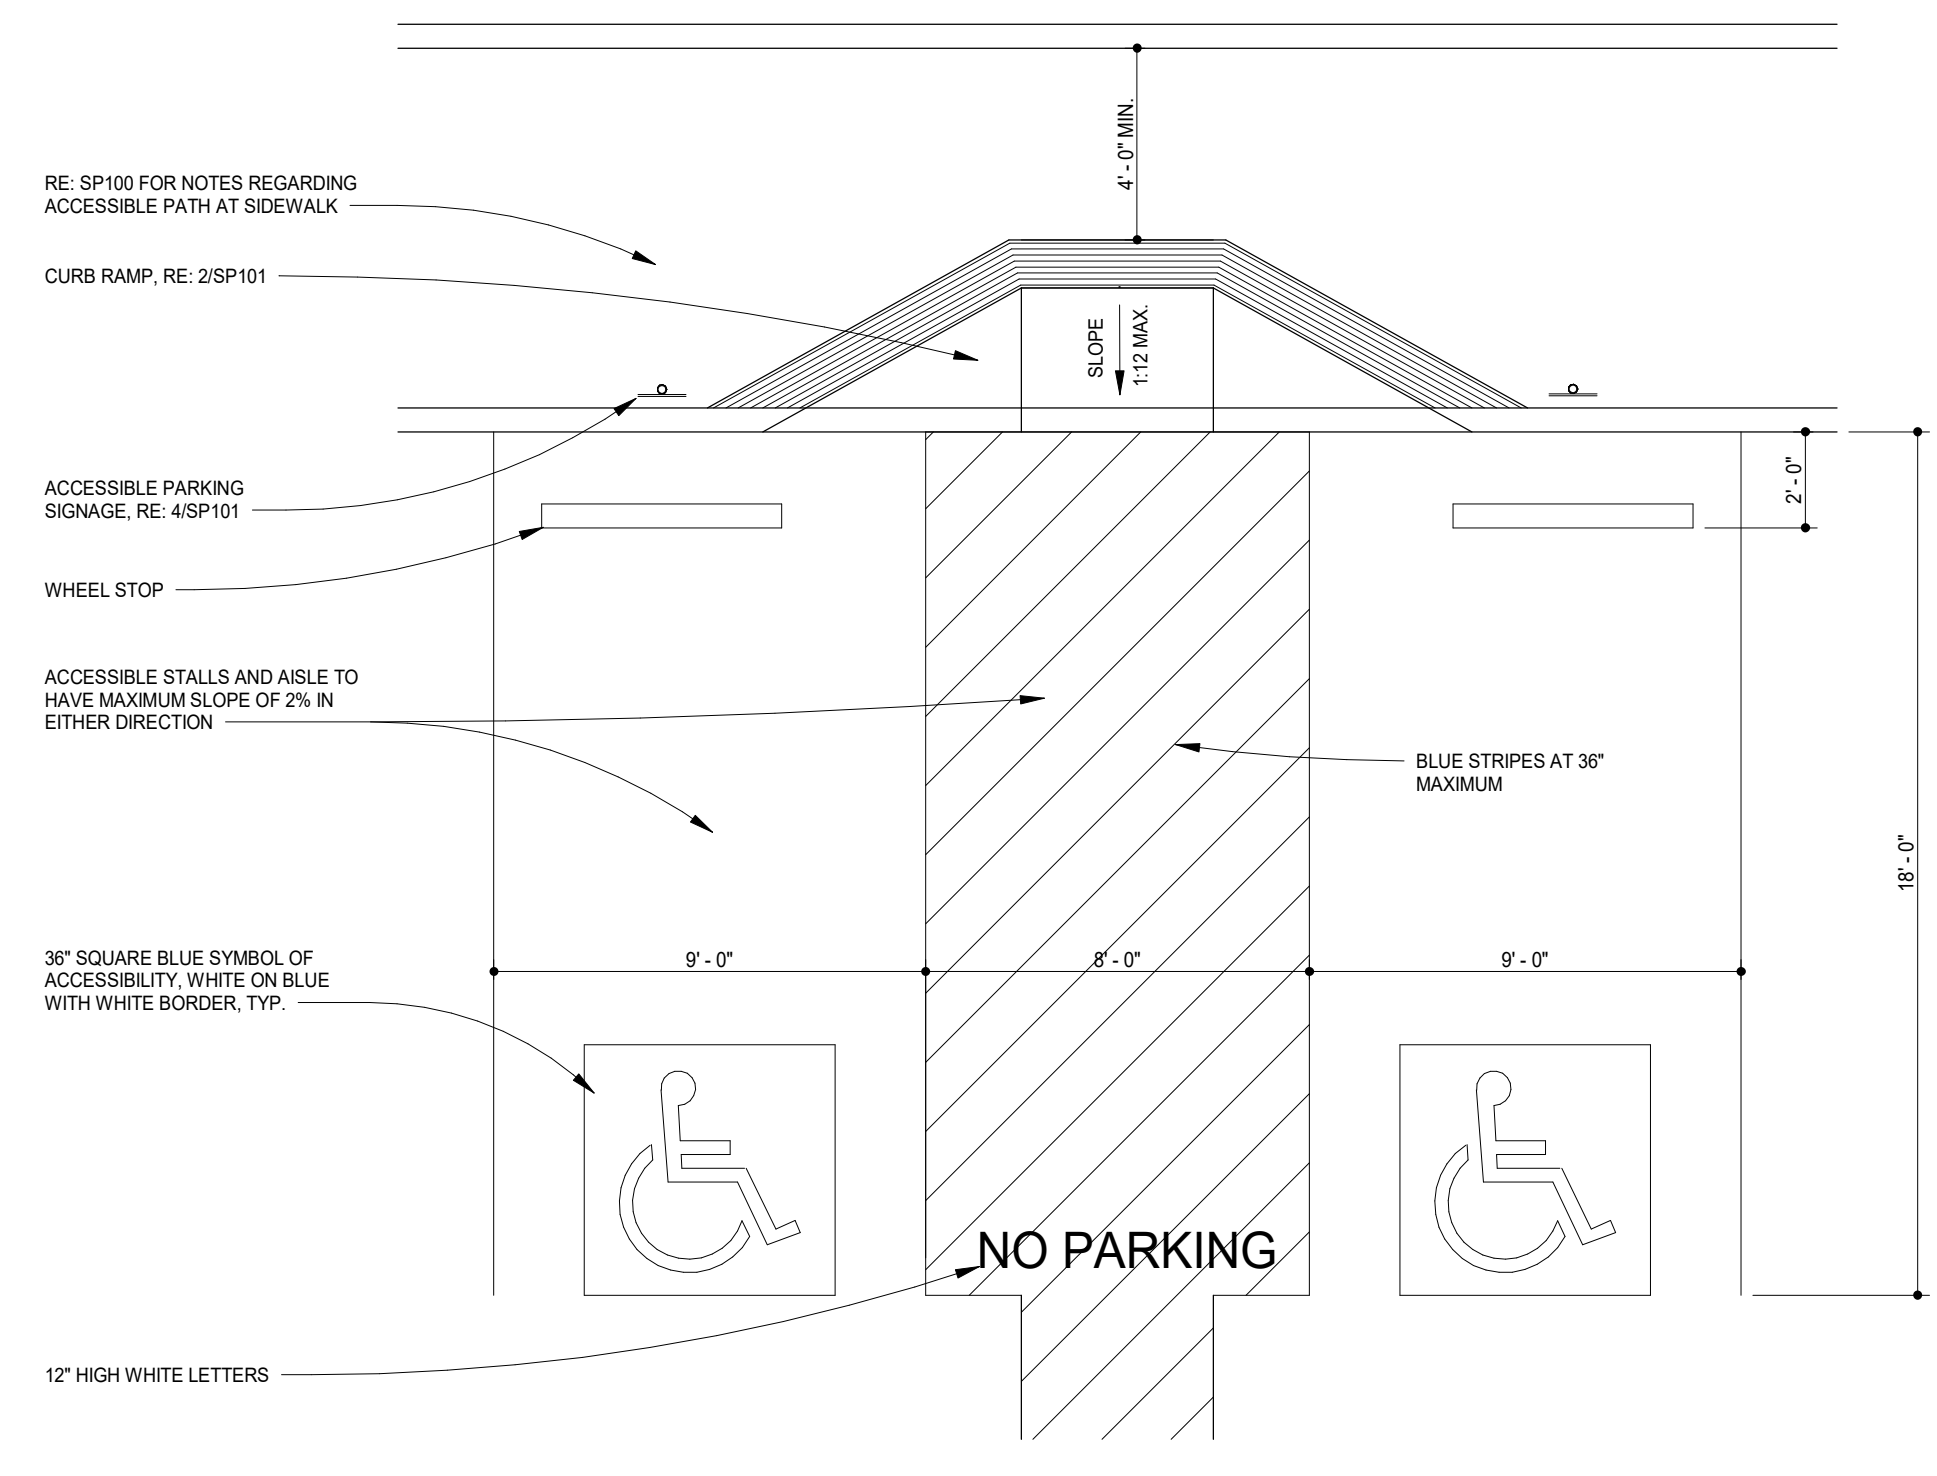 4' - 0" MIN.
RE: SP100 FOR NOTES REGARDING
ACCESSIBLE PATH AT SIDEWALK
CURB RAMP, RE: 2/SP101
SLOPE
1:12 MAX.
ACCESSIBLE PARKING
SIGNAGE, RE: 4/SP101
2' - 0"
WHEEL STOP
ACCESSIBLE STALLS AND AISLE TO
HAVE MAXIMUM SLOPE OF 2% IN
EITHER DIRECTION
BLUE STRIPES AT 36"
MAXIMUM
18' - 0"
36" SQUARE BLUE SYMBOL OF
ACCESSIBILITY, WHITE ON BLUE
WITH WHITE BORDER, TYP.
9' - 0"
8' - 0"
9' - 0"
NO PARKING
12" HIGH WHITE LETTERS